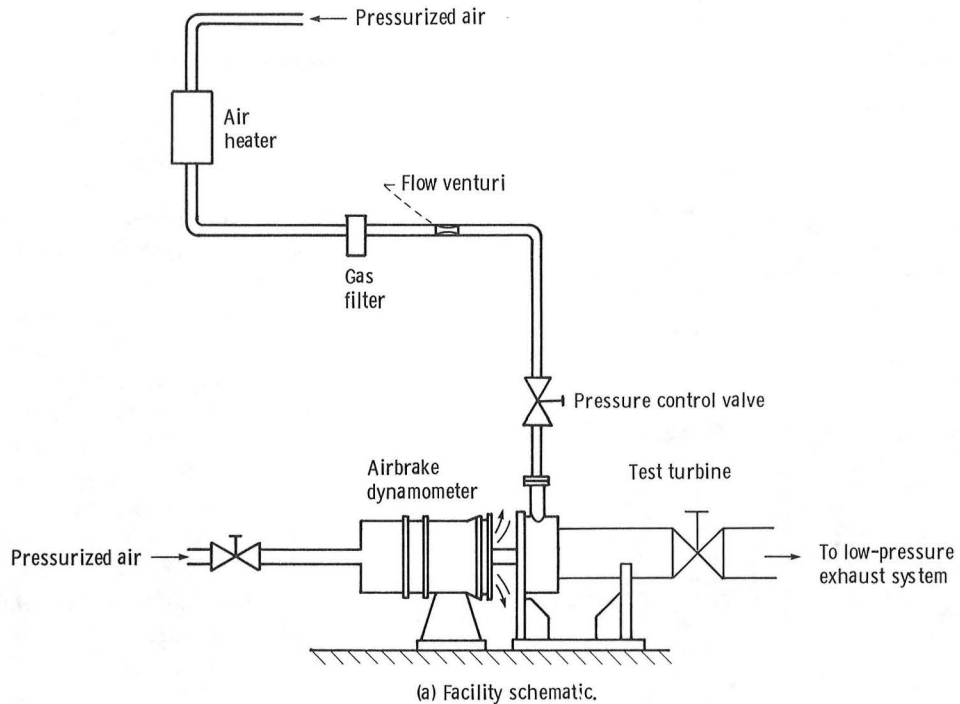 Pressurized air
Air
heater
Flow venturi
Gas
filter
Pressure control valve
Airbrake
dynamometer
Test turbine
Pressurized air
To low-pressure
exhaust system
(a) Facility schematic.